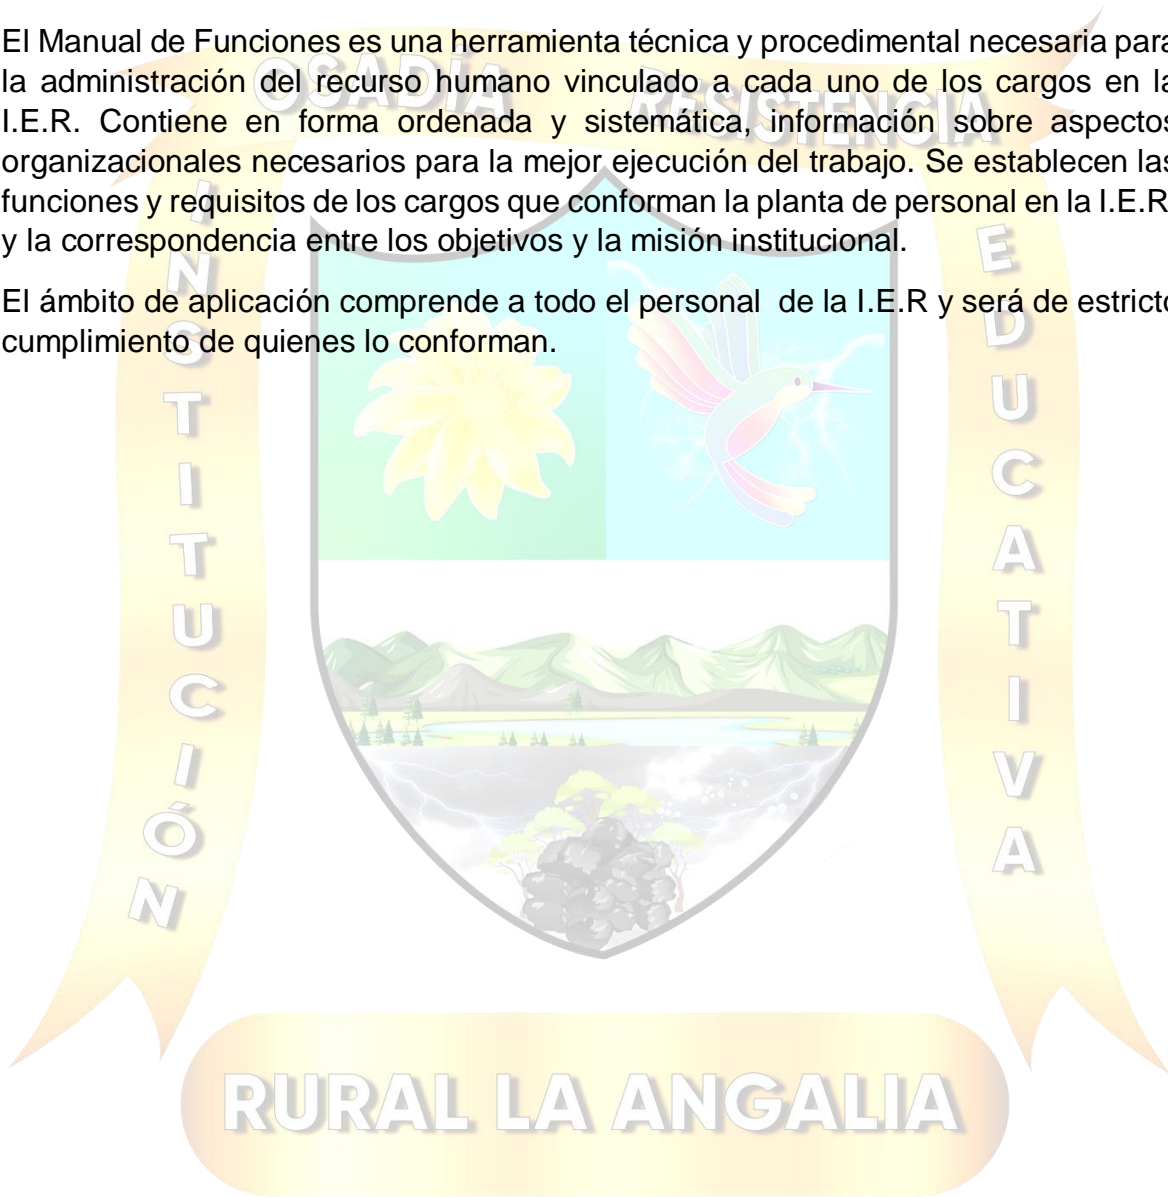 El Manual de Funciones es una herramienta técnica y procedimental necesaria para
la administración del recurso humano vinculado a cada uno de los cargos en la
I.E.R. Contiene en forma ordenada y sistemática, información sobre aspectos
organizacionales necesarios para la mejor ejecución del trabajo. Se establecen las
funciones y requisitos de los cargos que conforman la planta de personal en la I.E.R
y la correspondencia entre los objetivos y la misión institucional.
El ámbito de aplicación comprende a todo el personal de la I.E.R y será de estricto
cumplimiento de quienes lo conforman.
OSADÍA RESISTENCIA
INSTITUCIÓN
EDUCATIVA
RURAL LA ANGALIA